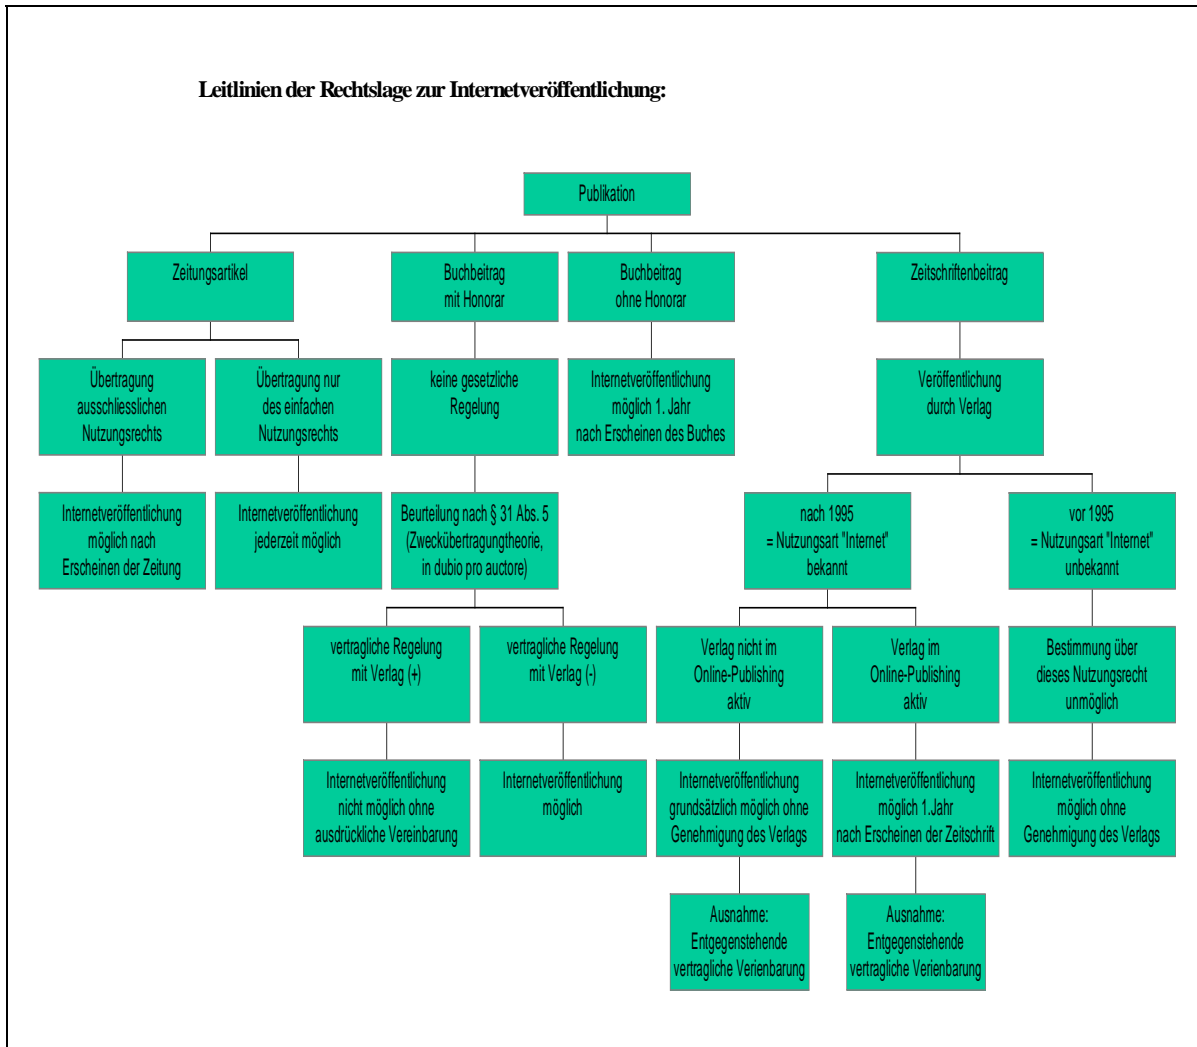 Leitlinien der Rechtslage zur Internetveröffentlichung:
Publikation
Zeitungsartikel
Buchbeitrag
mit Honorar
Buchbeitrag
ohne Honorar
Zeitschriftenbeitrag
Übertragung
ausschliesslichen
Nutzungsrechts
Übertragung nur
des einfachen
Nutzungsrechts
keine gesetzliche
Regelung
Internetveröffentlichung
möglich 1. Jahr
nach Erscheinen des Buches
Veröffentlichung
durch Verlag
Internetveröffentlichung
möglich nach
Erscheinen der Zeitung
Internetveröffentlichung
jederzeit möglich
Beurteilung nach § 31 Abs. 5
(Zweckübertragungtheorie,
in dubio pro auctore)
nach 1995
= Nutzungsart "Internet"
bekannt
vor 1995
= Nutzungsart "Internet"
unbekannt
vertragliche Regelung
mit Verlag (+)
vertragliche Regelung
mit Verlag (-)
Verlag nicht im
Online-Publishing
aktiv
Verlag im
Online-Publishing
aktiv
Bestimmung über
dieses Nutzungsrecht
unmöglich
Internetveröffentlichung
nicht möglich ohne
ausdrückliche Vereinbarung
Internetveröffentlichung
möglich
Internetveröffentlichung
grundsätzlich möglich ohne
Genehmigung des Verlags
Internetveröffentlichung
möglich 1.Jahr
nach Erscheinen der Zeitschrift
Internetveröffentlichung
möglich ohne
Genehmigung des Verlags
Ausnahme:
Entgegenstehende
vertragliche Verienbarung
Ausnahme:
Entgegenstehende
vertragliche Verienbarung